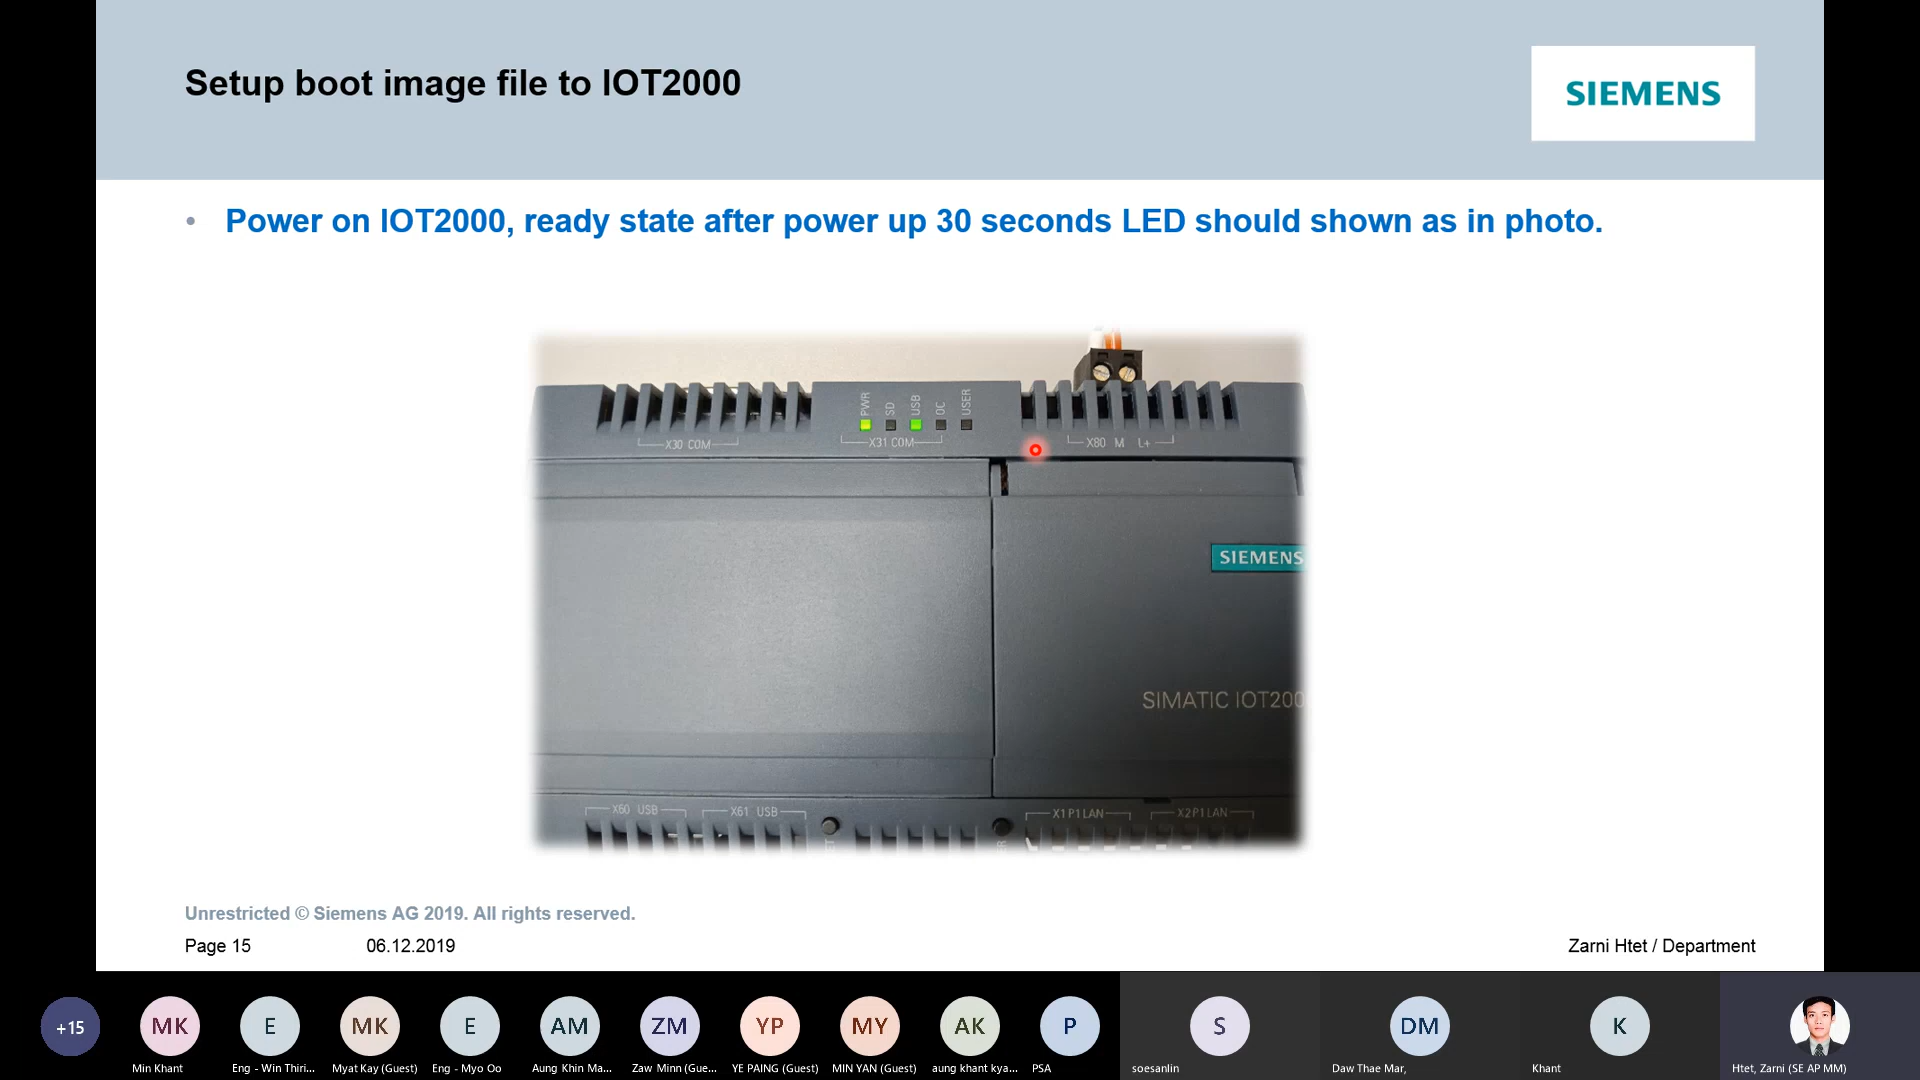 Setup boot image file to IOT2000
SIEMENS
• Power on IOT2000, ready state after power up 30 seconds LED should shown as in photo.
PWR
SD
USB
OC
USER
X30 COM
X31 COM
X80 M L+
SIEMENS
SIMATIC IOT200
X60 USB
X61 USB
X1P1 LAN
X2P1 LAN
Unrestricted © Siemens AG 2019. All rights reserved.
Page 15
06.12.2019
Zarni Htet / Department
+15
MK
E
MK
E
AM
ZM
YP
MY
AK
P
S
DM
K
Min Khant
Eng - Win Thiri...
Myat Kay (Guest)
Eng - Myo Oo
Aung Khin Ma...
Zaw Minn (Gue...
YE PAING (Guest)
MIN YAN (Guest)
aung khant kya...
PSA
soesanlin
Daw Thae Mar,
Khant
Htet, Zarni (SE AP MM)